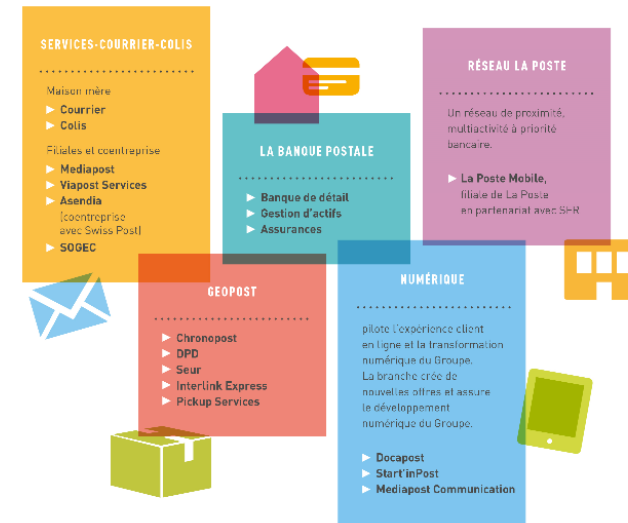 SERVICES-COURRIER-COLIS
Maison mère
Courrier
Colis
Filiales et coentreprise
Mediapost
Viapost Services
Asendia
(coentreprise
avec Swiss Post)
SOGEC
LA BANQUE POSTALE
Banque de détail
Gestion d'actifs
Assurances
RÉSEAU LA POSTE
Un réseau de proximité,
multiactivité à priorité
bancaire.
La Poste Mobile,
filiale de La Poste
en partenariat avec SFR
GEOPOST
Chronopost
DPD
Seur
Interlink Express
Pickup Services
NUMÉRIQUE
pilote l'expérience client
en ligne et la transformation
numérique du Groupe.
La branche crée de
nouvelles offres et assure
le développement
numérique du Groupe.
Docapost
Start'inPost
Mediapost Communication